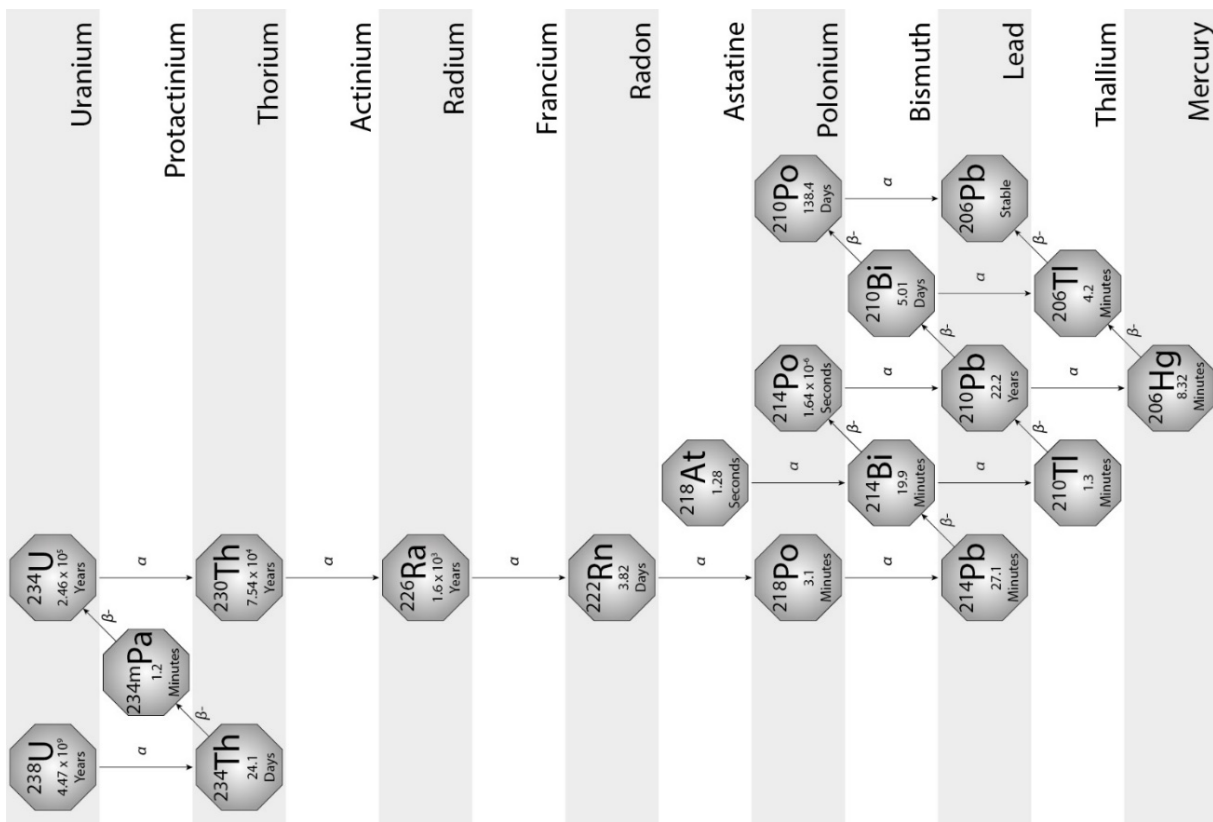 ²³⁸U
4.47 x 10⁹
Years
²³⁴U
2.46 x 10⁵
Years
Uranium
α
β-
α
²³⁴ᵐPa
1.2
Minutes
Protactinium
β-
²³⁴Th
24.1
Days
²³⁰Th
7.54 x 10⁴
Years
Thorium
α
Actinium
²²⁶Ra
1.6 x 10³
Years
Radium
α
Francium
²²²Rn
3.82
Days
Radon
α
²¹⁸At
1.28
Seconds
Astatine
²¹⁸Po
3.1
Minutes
α
²¹⁴Po
1.64 x 10⁻⁶
Seconds
²¹⁰Po
138.4
Days
Polonium
α
β-
α
β-
α
²¹⁴Bi
19.9
Minutes
²¹⁰Bi
5.01
Days
Bismuth
β-
α
β-
α
²¹⁴Pb
27.1
Minutes
²¹⁰Pb
22.2
Years
²⁰⁶Pb
Stable
Lead
β-
α
β-
²¹⁰Tl
1.3
Minutes
²⁰⁶Tl
4.2
Minutes
Thallium
β-
²⁰⁶Hg
8.32
Minutes
Mercury